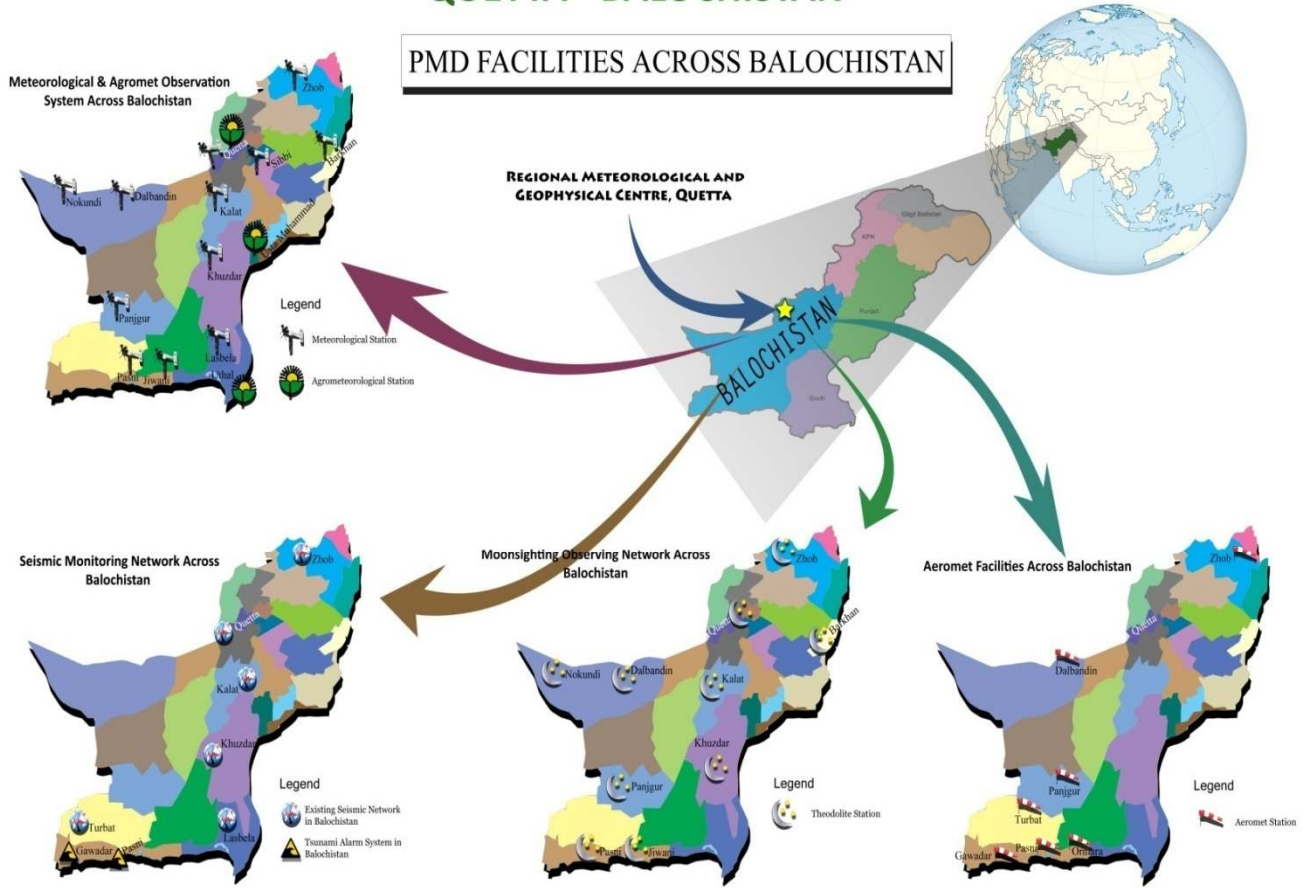 PMD FACILITIES ACROSS BALOCHISTAN
Meteorological & Agromet Observation
System Across Balochistan
Zhob
Quetta
Sibbi
Barkhan
Nokundi
Dalbandin
Kalat
Muhammad
Khuzdar
Panjgur
Lasbela
Pasni
Jiwani
Uthal
Legend
Meteorological Station
Agrometeorological Station
REGIONAL METEOROLOGICAL AND
GEOPHYSICAL CENTRE, QUETTA
Gilgit Baltistan
KPK
Punjab
BALOCHISTAN
Sindh
Seismic Monitoring Network Across
Balochistan
Zhob
Quetta
Kalat
Khuzdar
Turbat
Lasbela
Gawadar
Pasni
Legend
Existing Seismic Network
in Balochistan
Tsunami Alarm System in
Balochistan
Moonsighting Observing Network Across
Balochistan
Zhob
Quetta
Barkhan
Nokundi
Dalbandin
Kalat
Khuzdar
Panjgur
Pasni
Jiwani
Legend
Theodolite Station
Aeromet Facilities Across Balochistan
Zhob
Quetta
Dalbandin
Panjgur
Turbat
Gawadar
Pasni
Ormara
Legend
Aeromet Station